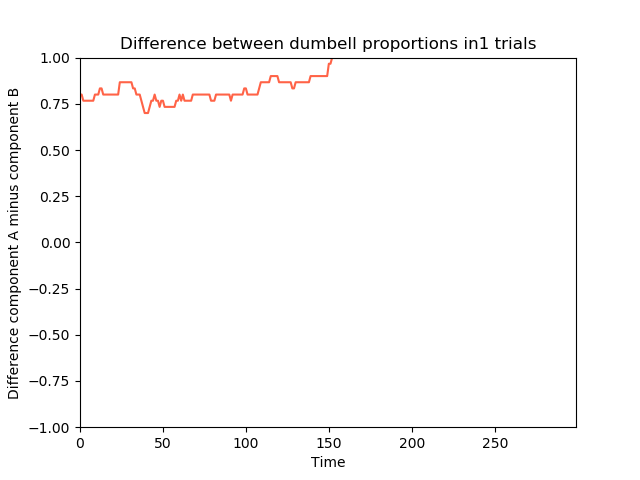 Difference between dumbell proportions in1 trials
Difference component A minus component B
1.00
0.75
0.50
0.25
0.00
−0.25
−0.50
−0.75
−1.00
0 50 100 150 200 250
Time